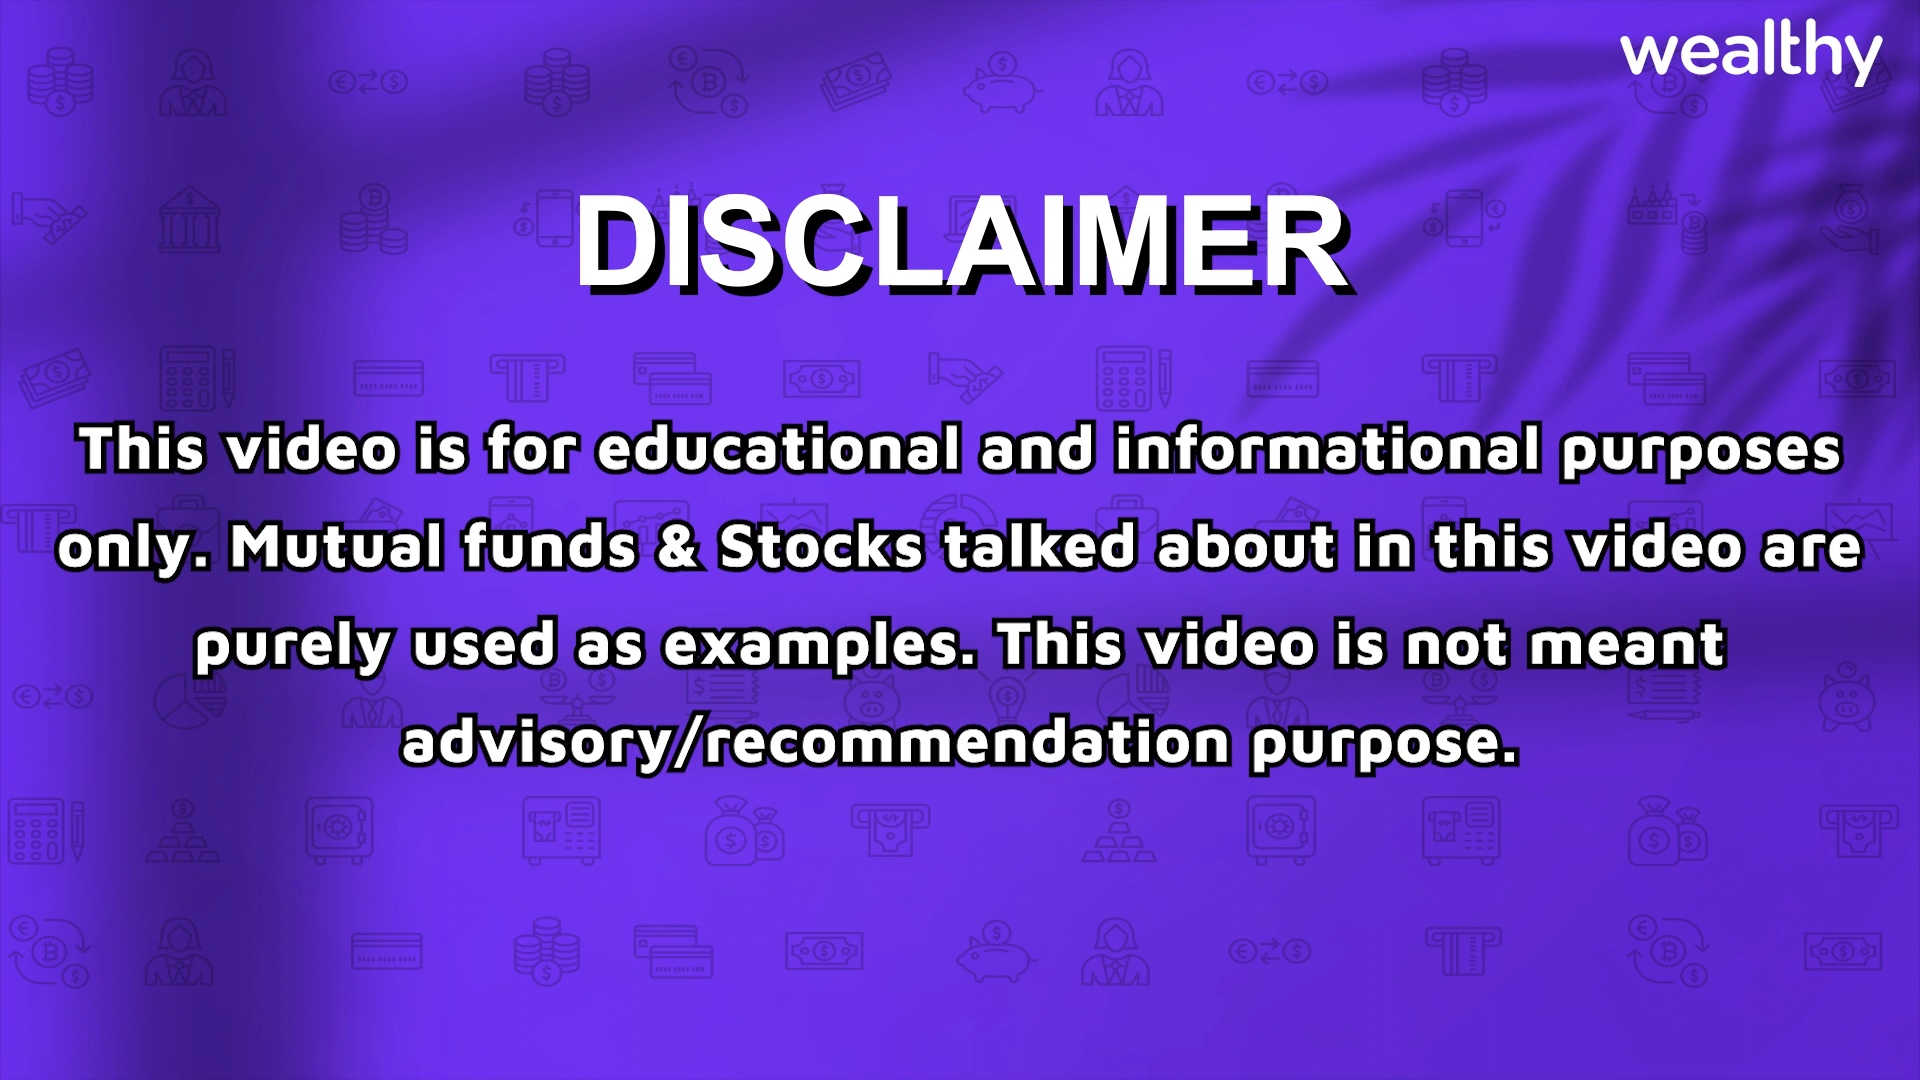 wealthy
DISCLAIMER
This video is for educational and informational purposes
only. Mutual funds & Stocks talked about in this video are
purely used as examples. This video is not meant
advisory/recommendation purpose.